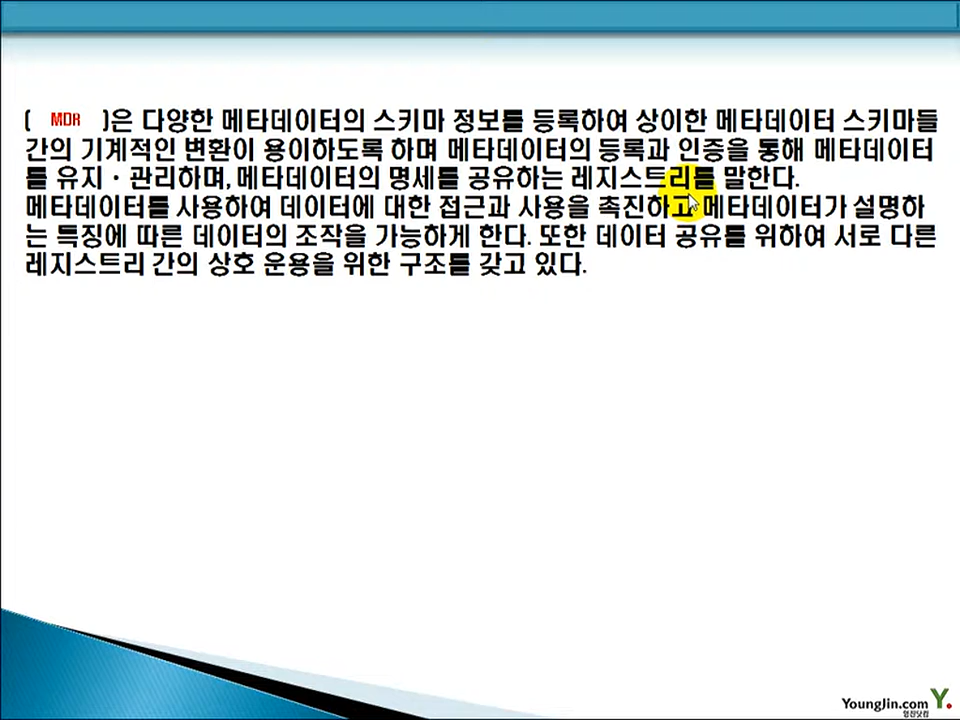 ( MDR )은 다양한 메타데이터의 스키마 정보를 등록하여 상이한 메타데이터 스키마들
간의 기계적인 변환이 용이하도록 하며 메타데이터의 등록과 인증을 통해 메타데이터
를 유지·관리하며, 메타데이터의 명세를 공유하는 레지스트리를 말한다.
메타데이터를 사용하여 데이터에 대한 접근과 사용을 촉진하고 메타데이터가 설명하
는 특징에 따른 데이터의 조작을 가능하게 한다. 또한 데이터 공유를 위하여 서로 다른
레지스트리 간의 상호 운용을 위한 구조를 갖고 있다.
YoungJin.com Y.
영진닷컴